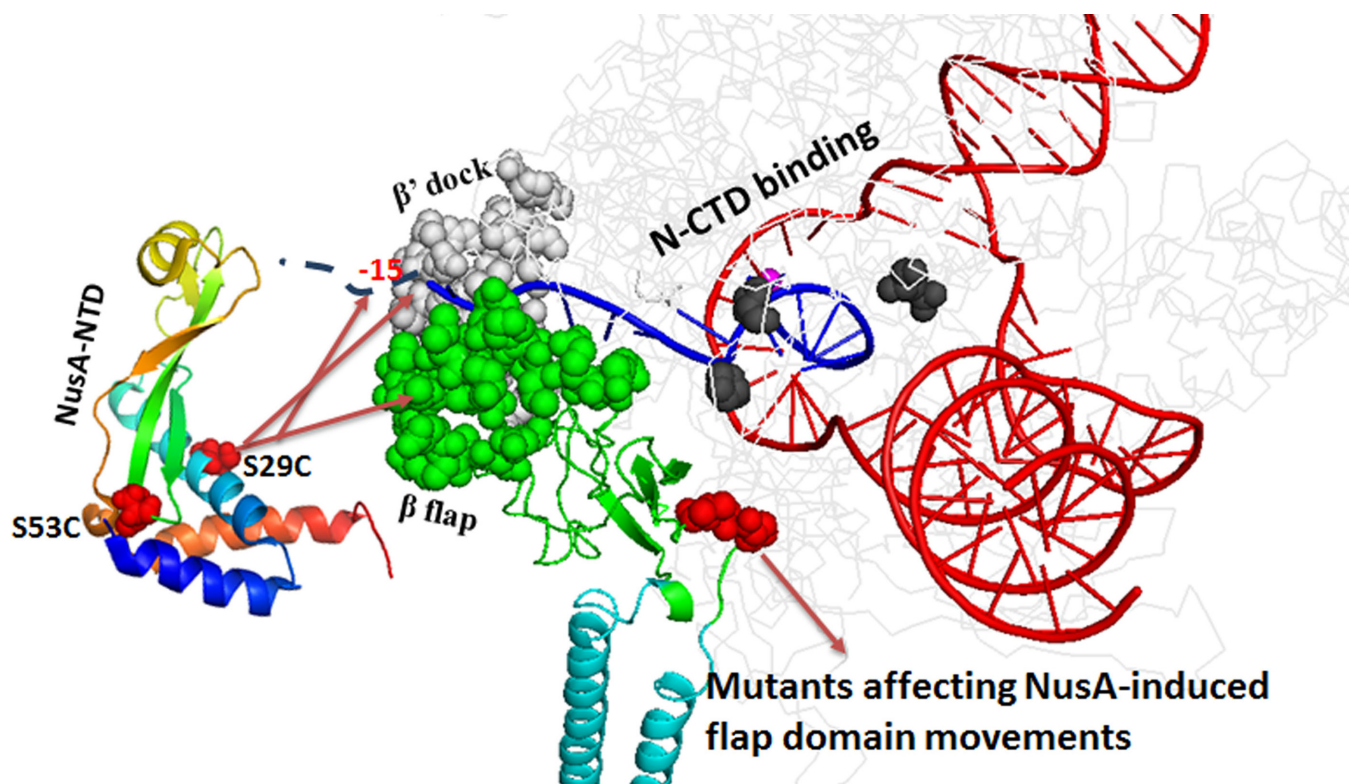 β' dock
N-CTD binding
-15
NusA-NTD
S29C
S53C
β flap
Mutants affecting NusA-induced
flap domain movements